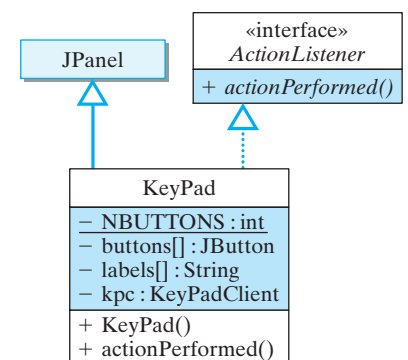 JPanel
«interface»
ActionListener
+ actionPerformed()
KeyPad
− NBUTTONS : int
− buttons[] : JButton
− labels[] : String
− kpc : KeyPadClient
+ KeyPad()
+ actionPerformed()